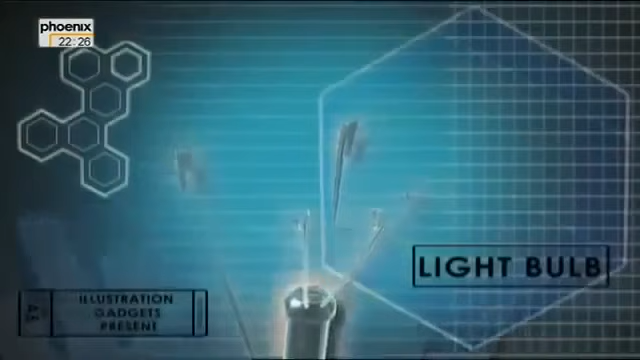 phoenix
22:26
LIGHT BULB
ILLUSTRATION
GADGETS
PRESENT